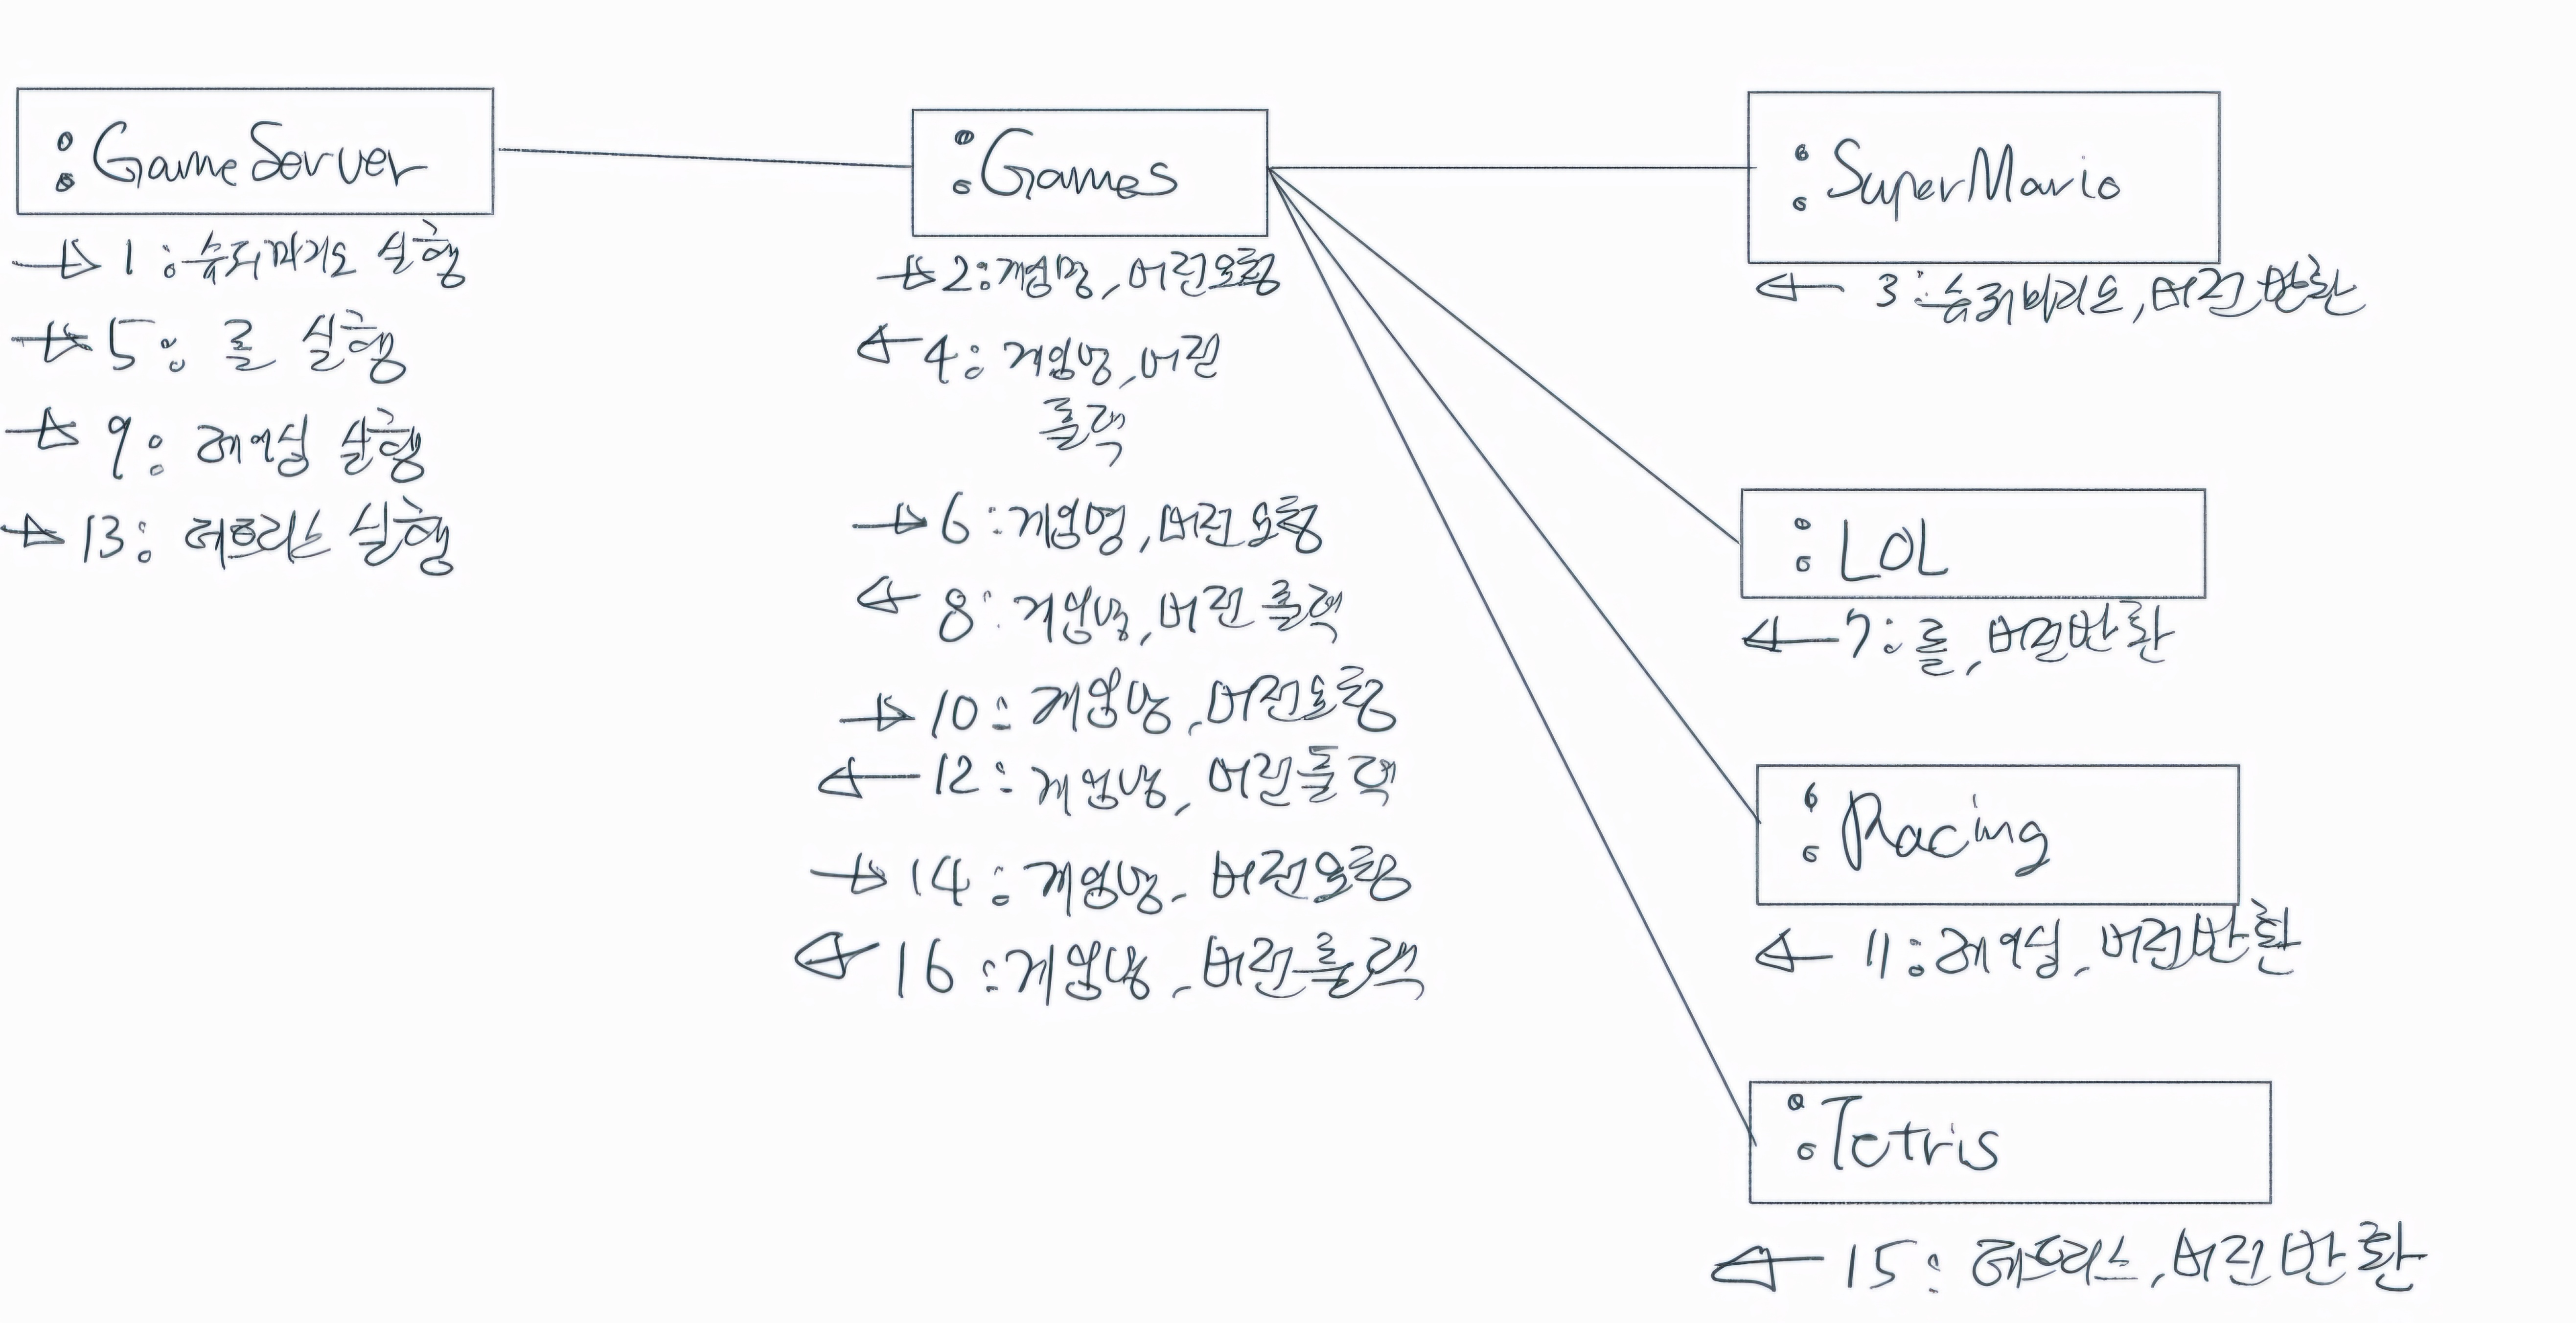 :GameServer
→ 1:슈퍼마리오 실행
→ 5: 롤 실행
→ 9: 레이싱 실행
→ 13: 테트리스 실행
:Games
→ 2:게임명, 버전요청
← 4: 게임명, 버전
출력
→ 6:게임명, 버전요청
← 8: 게임명, 버전 출력
→ 10: 게임명, 버전요청
← 12: 게임명, 버전출력
→ 14: 게임명, 버전요청
← 16:게임명, 버전출력
:SuperMario
← 3:슈퍼마리오, 버전 반환
:LOL
← 7: 롤, 버전반환
:Racing
← 11:레이싱, 버전반환
:Tetris
← 15: 테트리스, 버전 반환